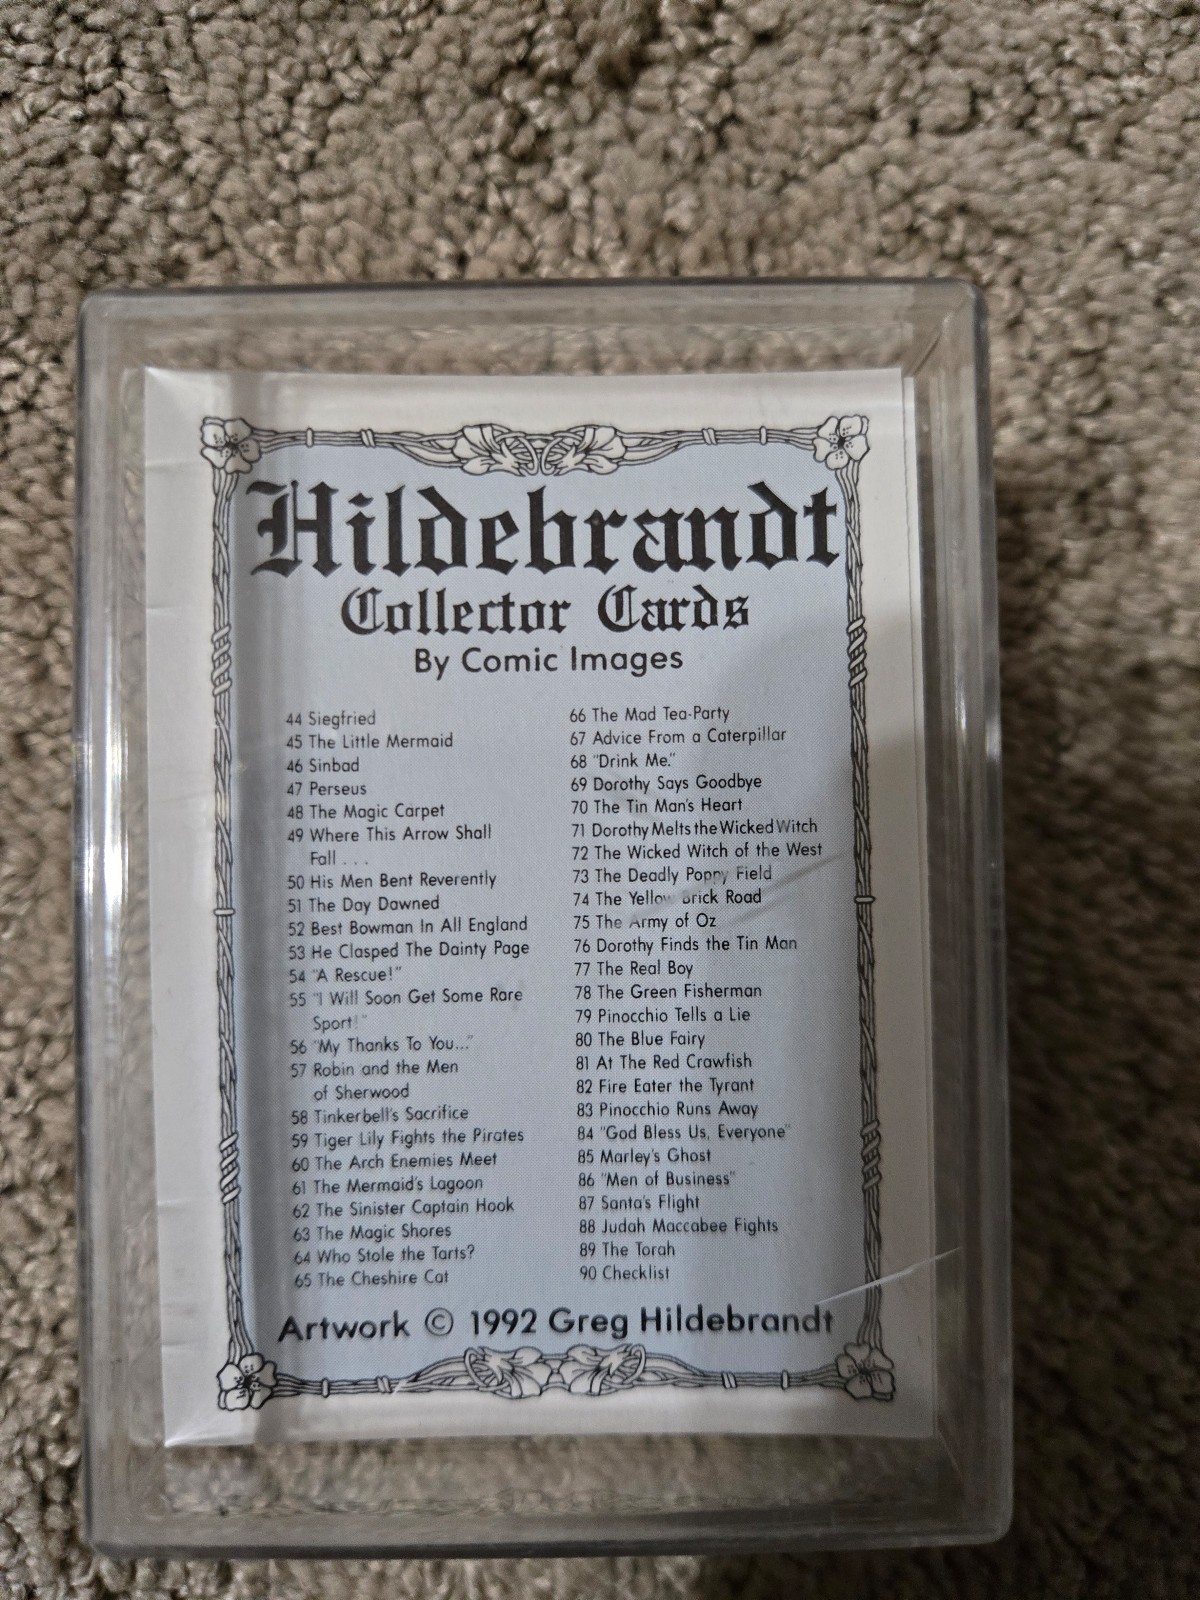 Hildebrandt
Collector Cards
By Comic Images
44 Siegfried
45 The Little Mermaid
46 Sinbad
47 Perseus
48 The Magic Carpet
49 Where This Arrow Shall
Fall . . .
50 His Men Bent Reverently
51 The Day Dawned
52 Best Bowman In All England
53 He Clasped The Dainty Page
54 "A Rescue!"
55 "I Will Soon Get Some Rare
Sport!"
56 "My Thanks To You..."
57 Robin and the Men
of Sherwood
58 Tinkerbell's Sacrifice
59 Tiger Lily Fights the Pirates
60 The Arch Enemies Meet
61 The Mermaid's Lagoon
62 The Sinister Captain Hook
63 The Magic Shores
64 Who Stole the Tarts?
65 The Cheshire Cat
66 The Mad Tea-Party
67 Advice From a Caterpillar
68 "Drink Me."
69 Dorothy Says Goodbye
70 The Tin Man's Heart
71 Dorothy Melts the Wicked Witch
72 The Wicked Witch of the West
73 The Deadly Poppy Field
74 The Yellow Brick Road
75 The Army of Oz
76 Dorothy Finds the Tin Man
77 The Real Boy
78 The Green Fisherman
79 Pinocchio Tells a Lie
80 The Blue Fairy
81 At The Red Crawfish
82 Fire Eater the Tyrant
83 Pinocchio Runs Away
84 "God Bless Us, Everyone"
85 Marley's Ghost
86 "Men of Business"
87 Santa's Flight
88 Judah Maccabee Fights
89 The Torah
90 Checklist
Artwork © 1992 Greg Hildebrandt